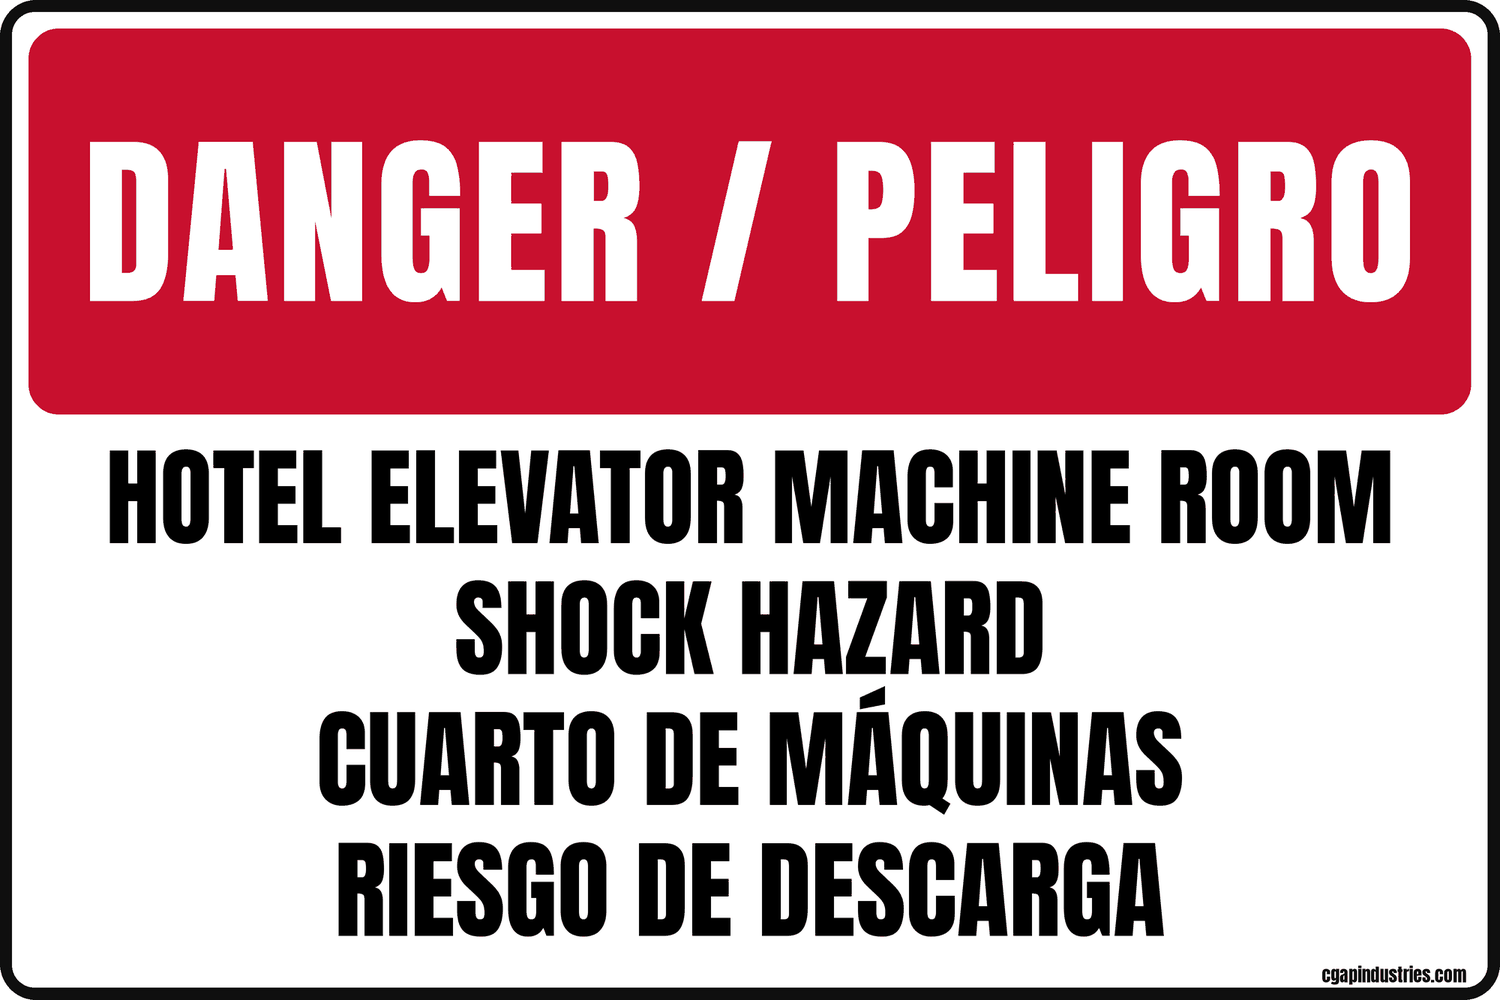 DANGER / PELIGRO
HOTEL ELEVATOR MACHINE ROOM
SHOCK HAZARD
CUARTO DE MÁQUINAS
RIESGO DE DESCARGA
cgapindustries.com